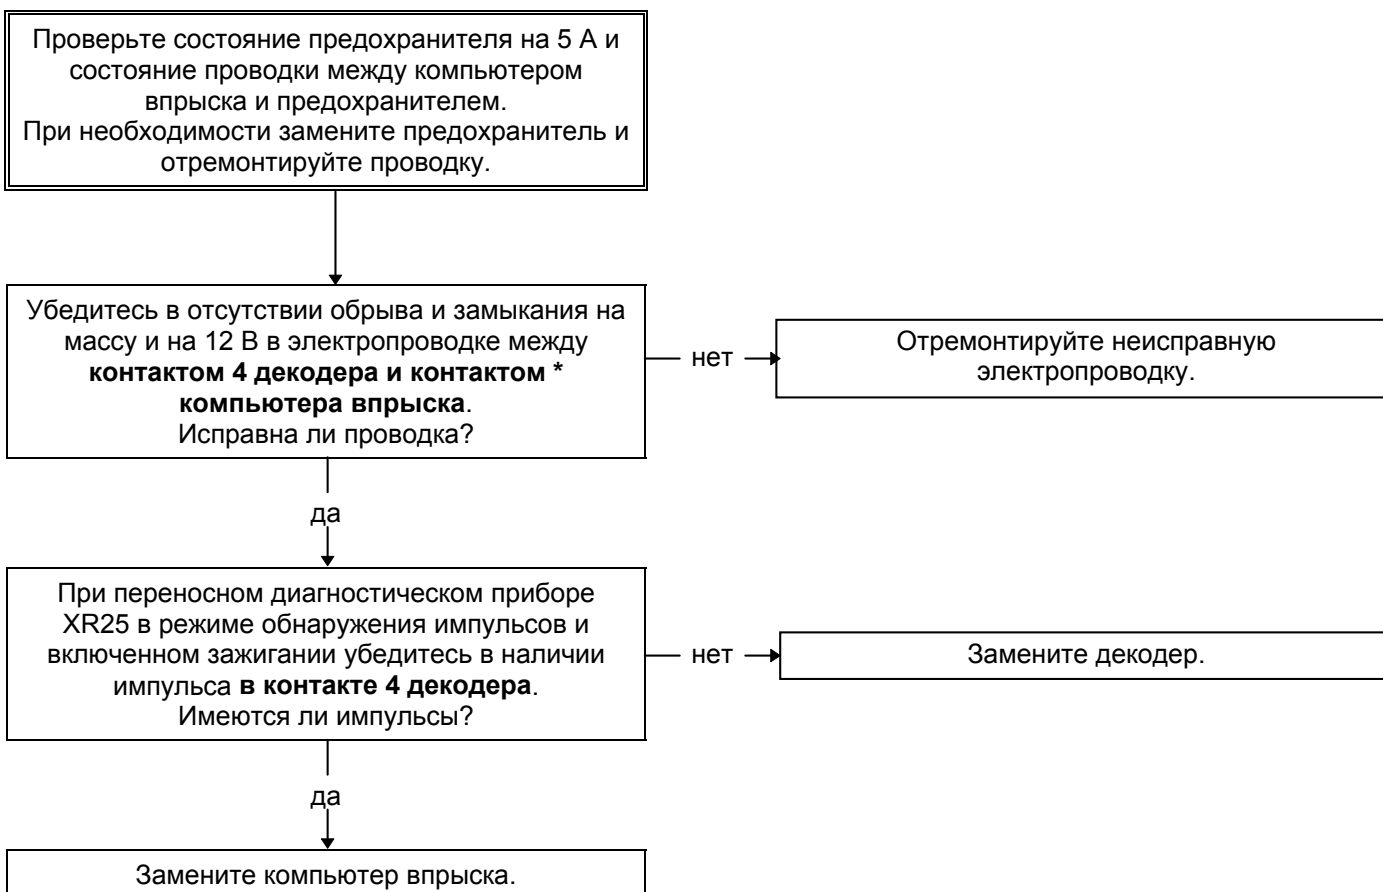 Проверьте состояние предохранителя на 5 А и
состояние проводки между компьютером
впрыска и предохранителем.
При необходимости замените предохранитель и
отремонтируйте проводку.
Убедитесь в отсутствии обрыва и замыкания на
массу и на 12 В в электропроводке между
контактом 4 декодера и контактом *
компьютера впрыска.
Исправна ли проводка?
нет
Отремонтируйте неисправную
электропроводку.
да
При переносном диагностическом приборе
XR25 в режиме обнаружения импульсов и
включенном зажигании убедитесь в наличии
импульса в контакте 4 декодера.
Имеются ли импульсы?
нет
Замените декодер.
да
Замените компьютер впрыска.